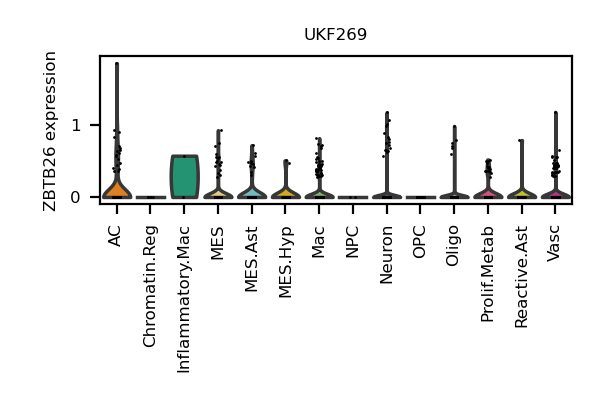 UKF269
ZBTB26 expression
1
0
AC
Chromatin.Reg
Inflammatory.Mac
MES
MES.Ast
MES.Hyp
Mac
NPC
Neuron
OPC
Oligo
Prolif.Metab
Reactive.Ast
Vasc